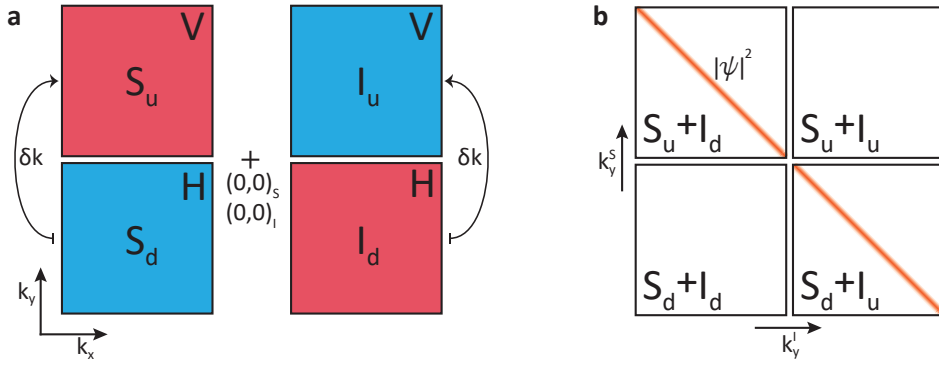 a
V
S_u
V
I_u
δk
+
(0,0)_S
(0,0)_I
δk
H
S_d
H
I_d
k_y
k_x
b
|ψ|²
S_u+I_d
S_u+I_u
k_y^S
S_d+I_d
S_d+I_u
k_y^I